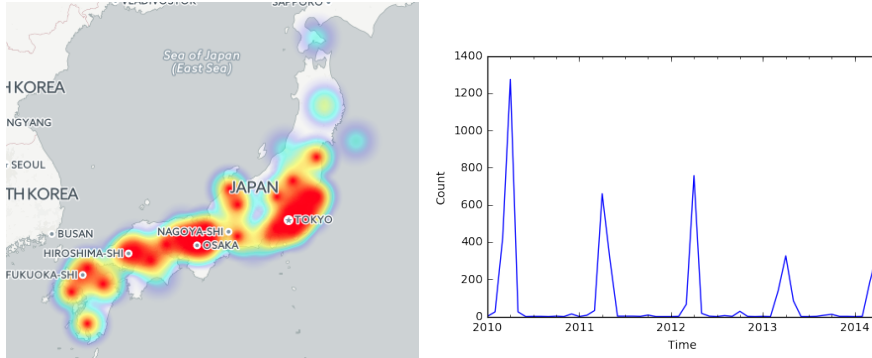 VLADIVOSTOK
SAPPORO
Sea of Japan
(East Sea)
H KOREA
NGYANG
SEOUL
TH KOREA
BUSAN
JAPAN
NAGOYA-SHI
TOKYO
OSAKA
HIROSHIMA-SHI
FUKUOKA-SHI
1400
1200
1000
800
600
400
200
0
Count
2010
2011
2012
2013
2014
Time